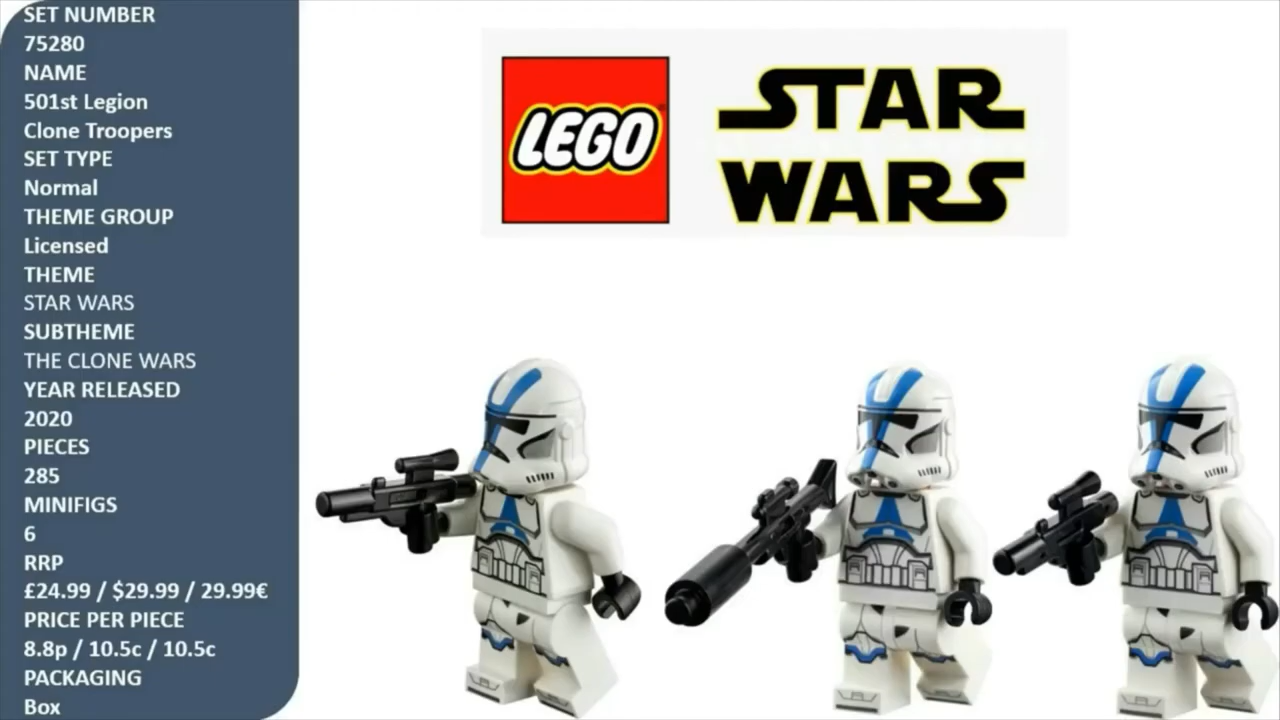 SET NUMBER
75280
NAME
501st Legion
Clone Troopers
SET TYPE
Normal
THEME GROUP
Licensed
THEME
STAR WARS
SUBTHEME
THE CLONE WARS
YEAR RELEASED
2020
PIECES
285
MINIFIGS
6
RRP
£24.99 / $29.99 / 29.99€
PRICE PER PIECE
8.8p / 10.5c / 10.5c
PACKAGING
Box
LEGO
STAR
WARS